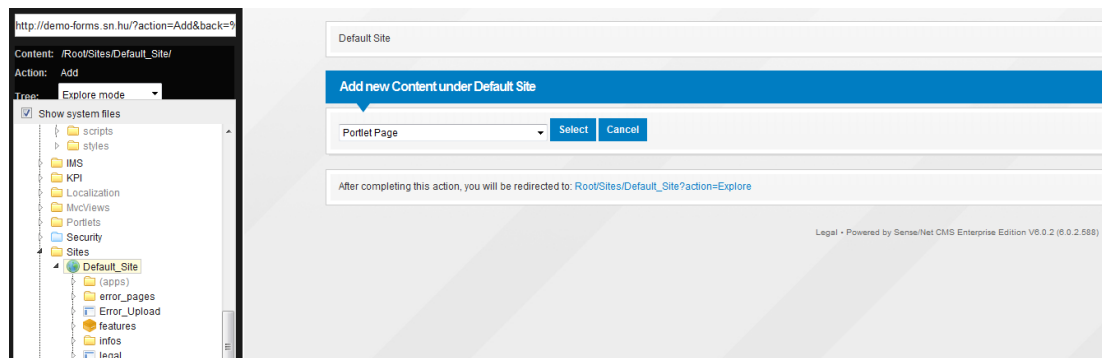 http://demo-forms.sn.hu/?action=Add&back=%
Content: /Root/Sites/Default_Site/
Action: Add
Tree: Explore mode
Show system files
scripts
styles
IMS
KPI
Localization
MvcViews
Portlets
Security
Sites
Default_Site
(apps)
error_pages
Error_Upload
features
infos
legal
Default Site
Add new Content under Default Site
Portlet Page Select Cancel
After completing this action, you will be redirected to: Root/Sites/Default_Site?action=Explore
Legal • Powered by Sense/Net CMS Enterprise Edition V6.0.2 (6.0.2.588)